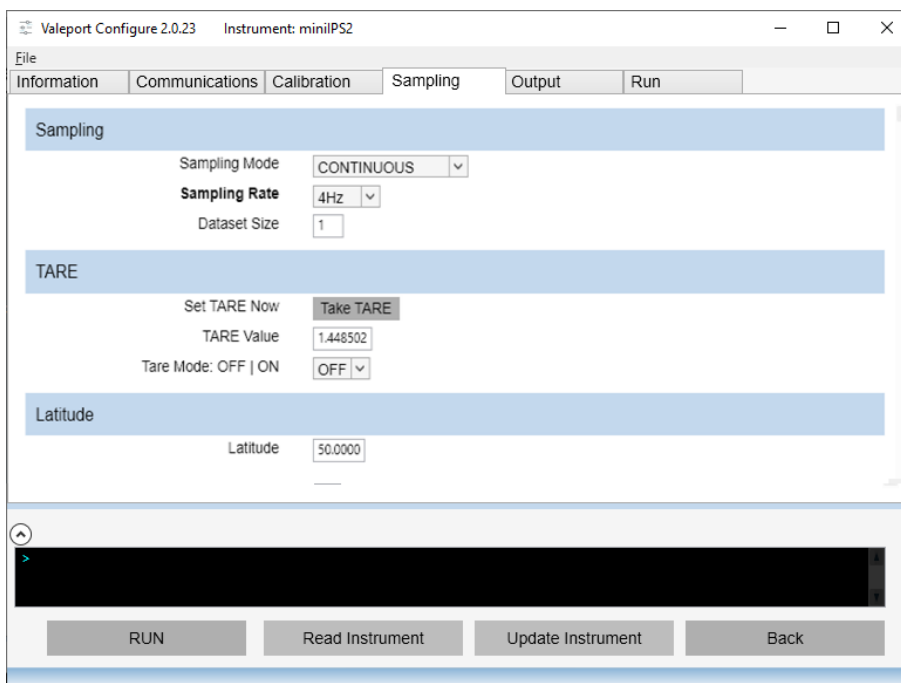 Valeport Configure 2.0.23 Instrument: miniIPS2
File
Information Communications Calibration Sampling Output Run
Sampling
Sampling Mode CONTINUOUS
Sampling Rate 4Hz
Dataset Size 1
TARE
Set TARE Now Take TARE
TARE Value 1.448502
Tare Mode: OFF | ON OFF
Latitude
Latitude 50.0000
>
RUN Read Instrument Update Instrument Back